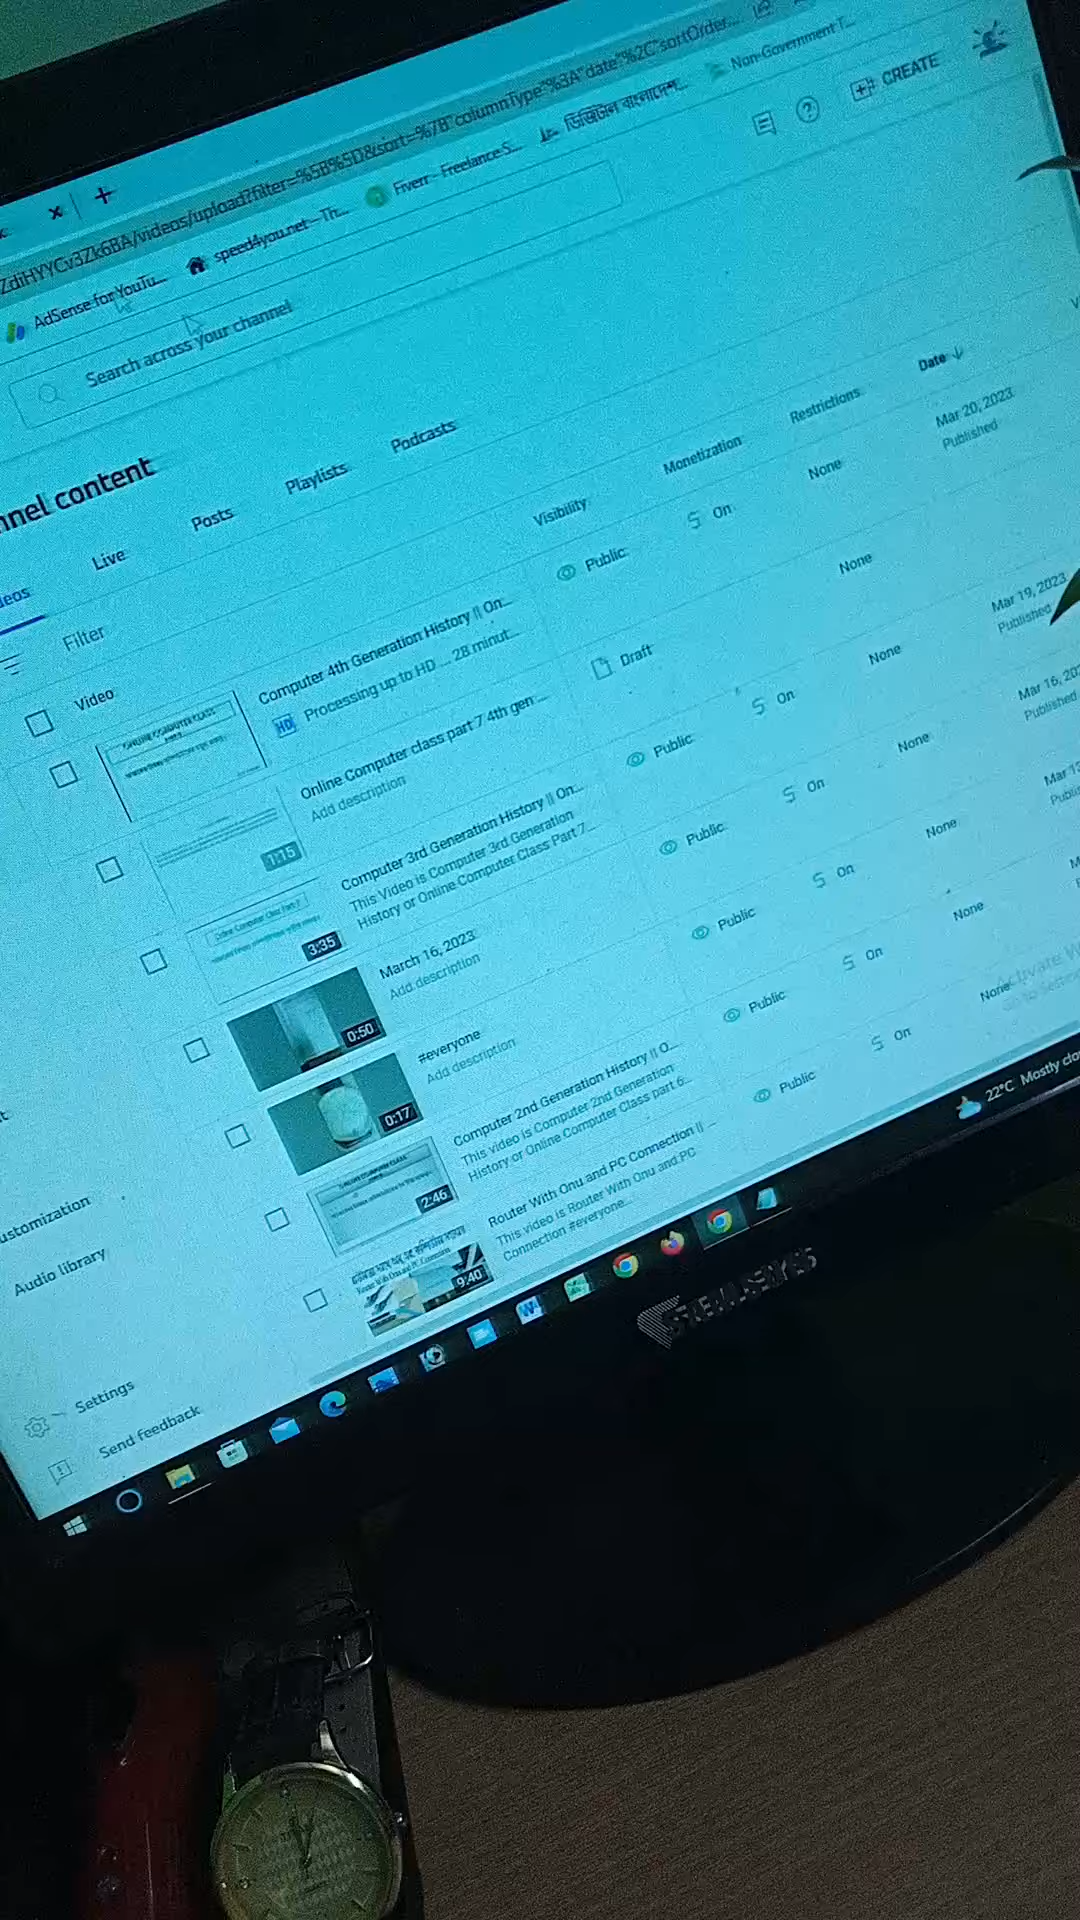 ZdiHYYCv3Zk6BA/videos/upload?filter=%5B%5D&sort=%7B"columnType"%3A"date"%2C"sortOrder...
AdSense for YouTu...
speed4you.net - Th...
Fiverr - Freelance S...
ডিজিটাল বাংলাদেশ...
Non-Government T...
Search across your channel
CREATE
nnel content
deos
Live
Posts
Playlists
Podcasts
Filter
Video
Visibility
Monetization
Restrictions
Date
Computer 4th Generation History || On...
HD Processing up to HD ... 28 minut...
Public
On
None
Mar 20, 2023
Published
1:15
Online Computer class part 7 4th gen ...
Add description
Draft
None
3:35
Computer 3rd Generation History || On...
This Video is Computer 3rd Generation
History or Online Computer Class Part 7...
Public
On
None
Mar 19, 2023
Published
0:50
March 16, 2023
Add description
Public
On
None
Mar 16, 202
Published
0:17
#everyone
Add description
Public
On
None
Mar 13
Publis
2:46
Computer 2nd Generation History || O...
This video is Computer 2nd Generation
History or Online Computer Class part 6...
Public
On
None
9:40
Router With Onu and PC Connection || ...
This video is Router With Onu and PC
Connection #everyone...
Public
On
None
Activate W
ustomization
Audio library
Settings
Send feedback
22°C Mostly clo